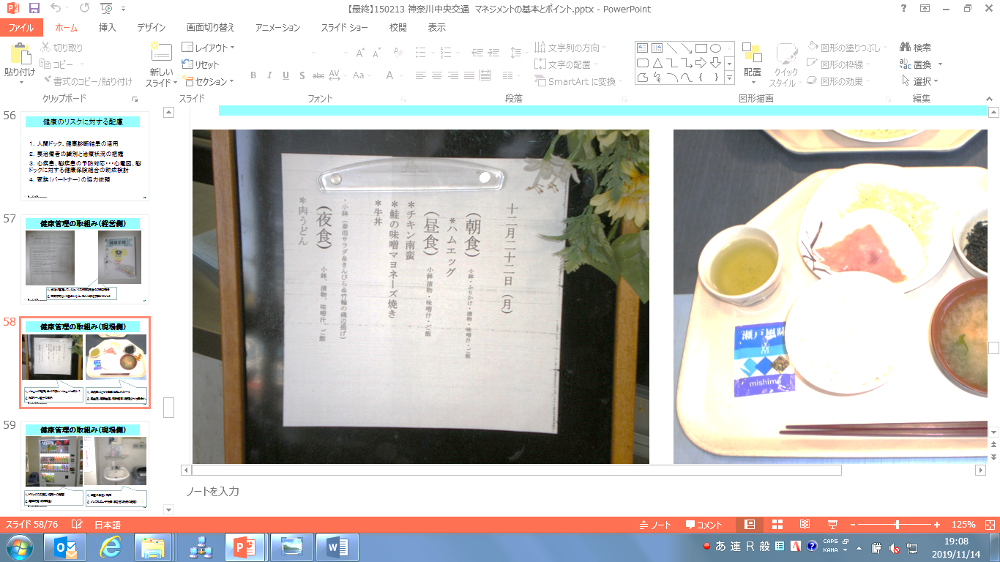 【最終】150213 神奈川中央交通 マネジメントの基本とポイント.pptx - PowerPoint
ファイル ホーム 挿入 デザイン 画面切り替え アニメーション スライド ショー 校閲 表示
貼り付け
切り取り
コピー
書式のコピー/貼り付け
クリップボード
新しい
スライド
レイアウト
リセット
セクション
スライド
B I U S abc AV Aa A
フォント
文字列の方向
文字の配置
SmartArt に変換
段落
配置
クイック
スタイル
図形の塗りつぶし
図形の枠線
図形の効果
図形描画
検索
置換
選択
編集
56
健康のリスクに対する配慮
1. 人間ドック、健康診断結果の活用
2. 要治療者の識別と治療状況の把握
3. 心疾患、脳疾患の予防対応・・・心電図、脳
ドックに対する健康保険組合の助成検討
4. 家族(パートナー)の協力依頼
57
健康管理の取組み(経営側)
58
健康管理の取組み(現場側)
59
健康管理の取組み(現場側)
十二月二十二日(月)
(朝食) 小鉢・ふりかけ・漬物・味噌汁・ご飯
*ハムエッグ
(昼食) 小鉢漬物・味噌汁・ご飯
*チキン南蛮
*鮭の味噌マヨネーズ焼き
*牛丼
・小鉢(春雨サラダ&きんぴら&竹輪の磯辺揚げ)
(夜食) 小鉢、漬物、味噌汁、ご飯
*肉うどん
瀬戸風味
mishima
ノートを入力
スライド 58/76 日本語 ノート コメント 125%
あ 連 R 般 CAPS KANA
19:08
2019/11/14